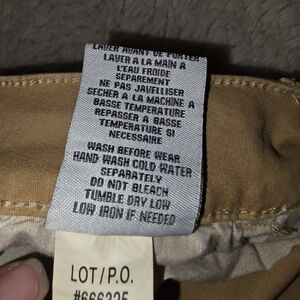 LAVER AVANT DE PORTER
LAVER A LA MAIN A
L'EAU FROIDE
SEPAREMENT
NE PAS JAVELLISER
SECHER A LA MACHINE A
BASSE TEMPERATURE
REPASSER A BASSE
TEMPERATURE SI
NECESSAIRE
WASH BEFORE WEAR
HAND WASH COLD WATER
SEPARATELY
DO NOT BLEACH
TUMBLE DRY LOW
LOW IRON IF NEEDED
LOT/P.O.
#666325